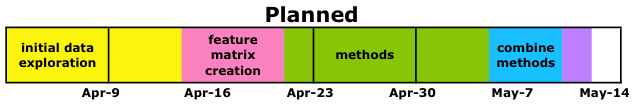 Planned
initial data
exploration
feature
matrix
creation
methods
combine
methods
Apr-9
Apr-16
Apr-23
Apr-30
May-7
May-14